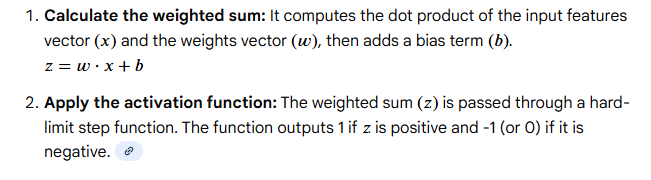 1. Calculate the weighted sum: It computes the dot product of the input features
vector (x) and the weights vector (w), then adds a bias term (b).
z = w · x + b
2. Apply the activation function: The weighted sum (z) is passed through a hard-
limit step function. The function outputs 1 if z is positive and -1 (or 0) if it is
negative.